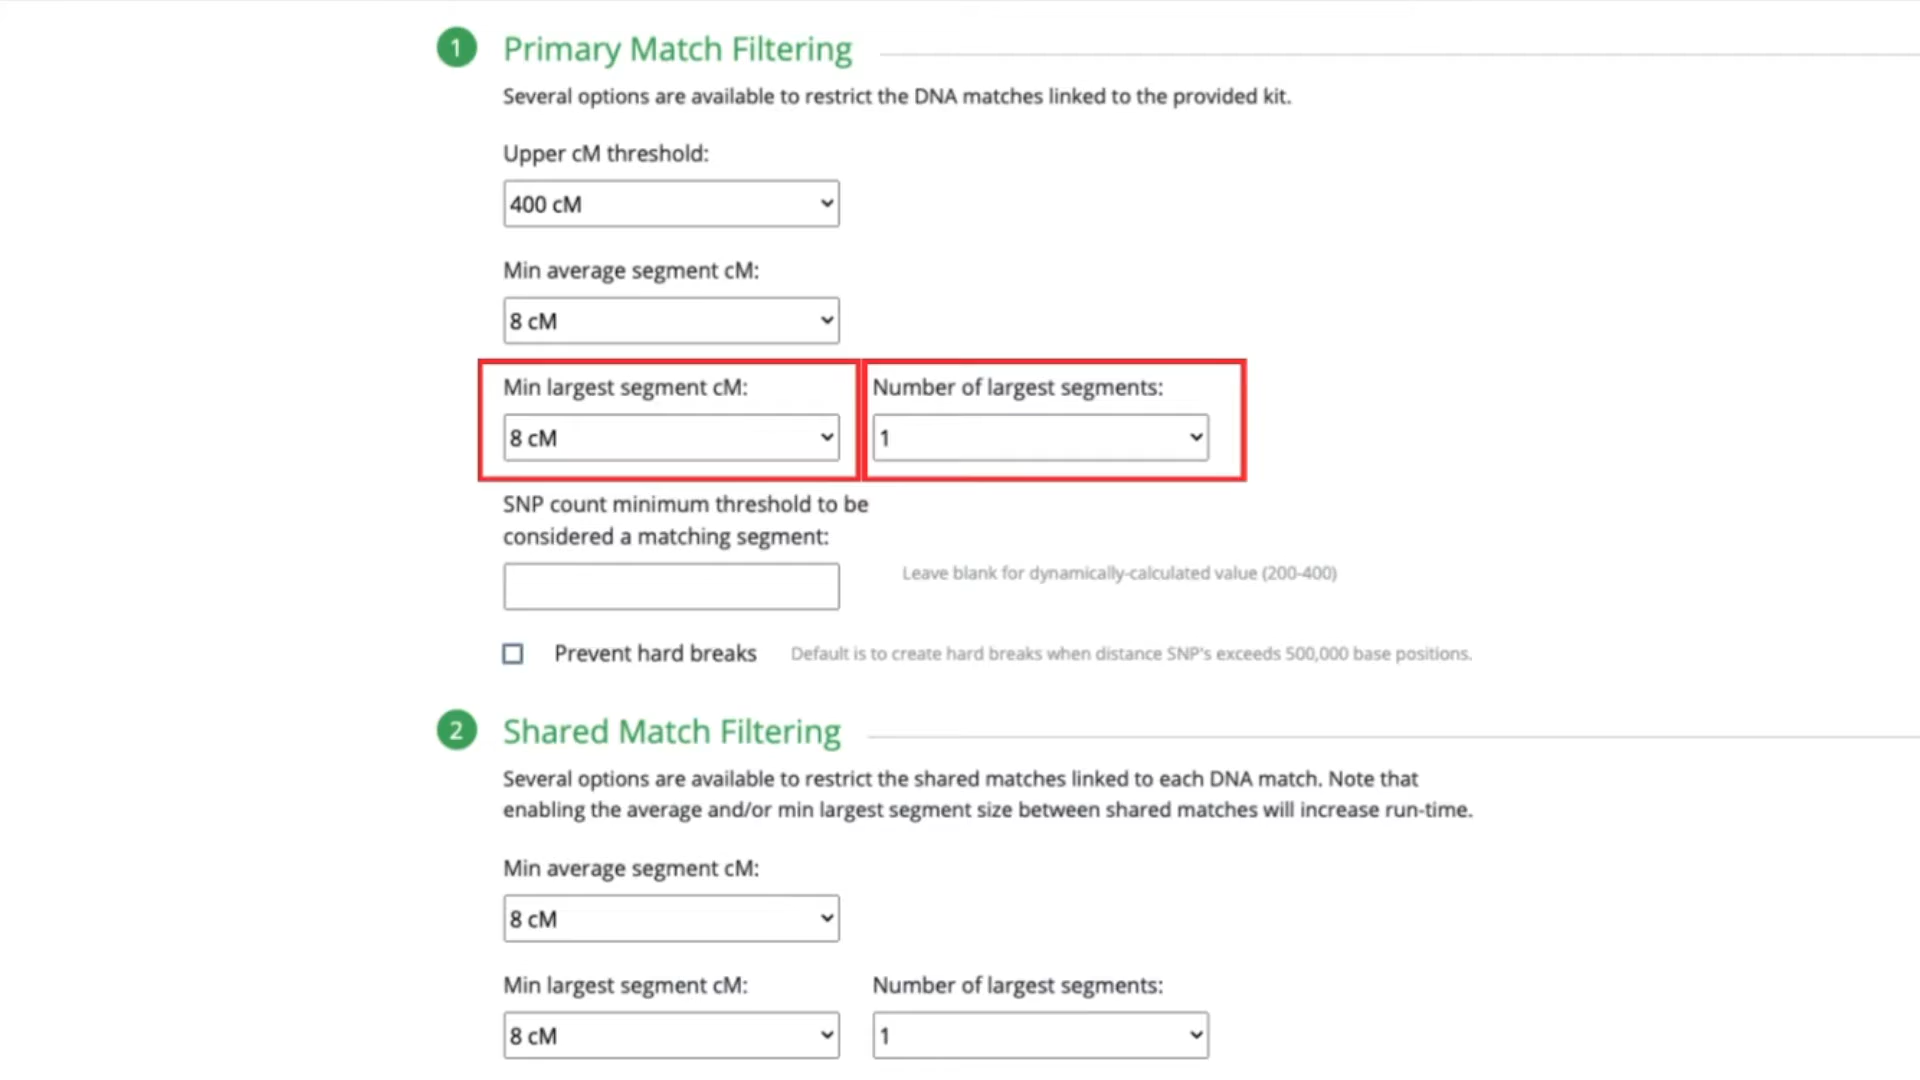 1 Primary Match Filtering
Several options are available to restrict the DNA matches linked to the provided kit.
Upper cM threshold:
400 cM
Min average segment cM:
8 cM
Min largest segment cM: Number of largest segments:
8 cM 1
SNP count minimum threshold to be
considered a matching segment:
Leave blank for dynamically-calculated value (200-400)
Prevent hard breaks Default is to create hard breaks when distance SNP's exceeds 500,000 base positions.
2 Shared Match Filtering
Several options are available to restrict the shared matches linked to each DNA match. Note that
enabling the average and/or min largest segment size between shared matches will increase run-time.
Min average segment cM:
8 cM
Min largest segment cM: Number of largest segments:
8 cM 1